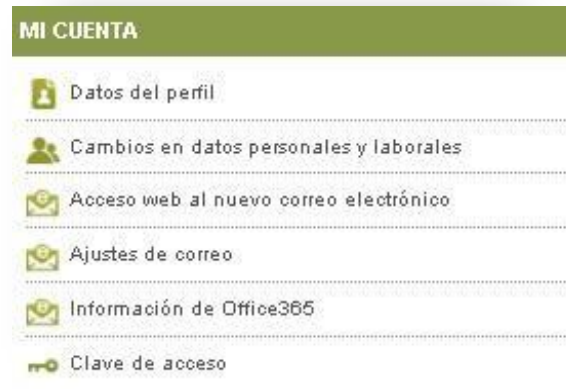 MI CUENTA
Datos del perfil
Cambios en datos personales y laborales
Acceso web al nuevo correo electrónico
Ajustes de correo
Información de Office365
Clave de acceso